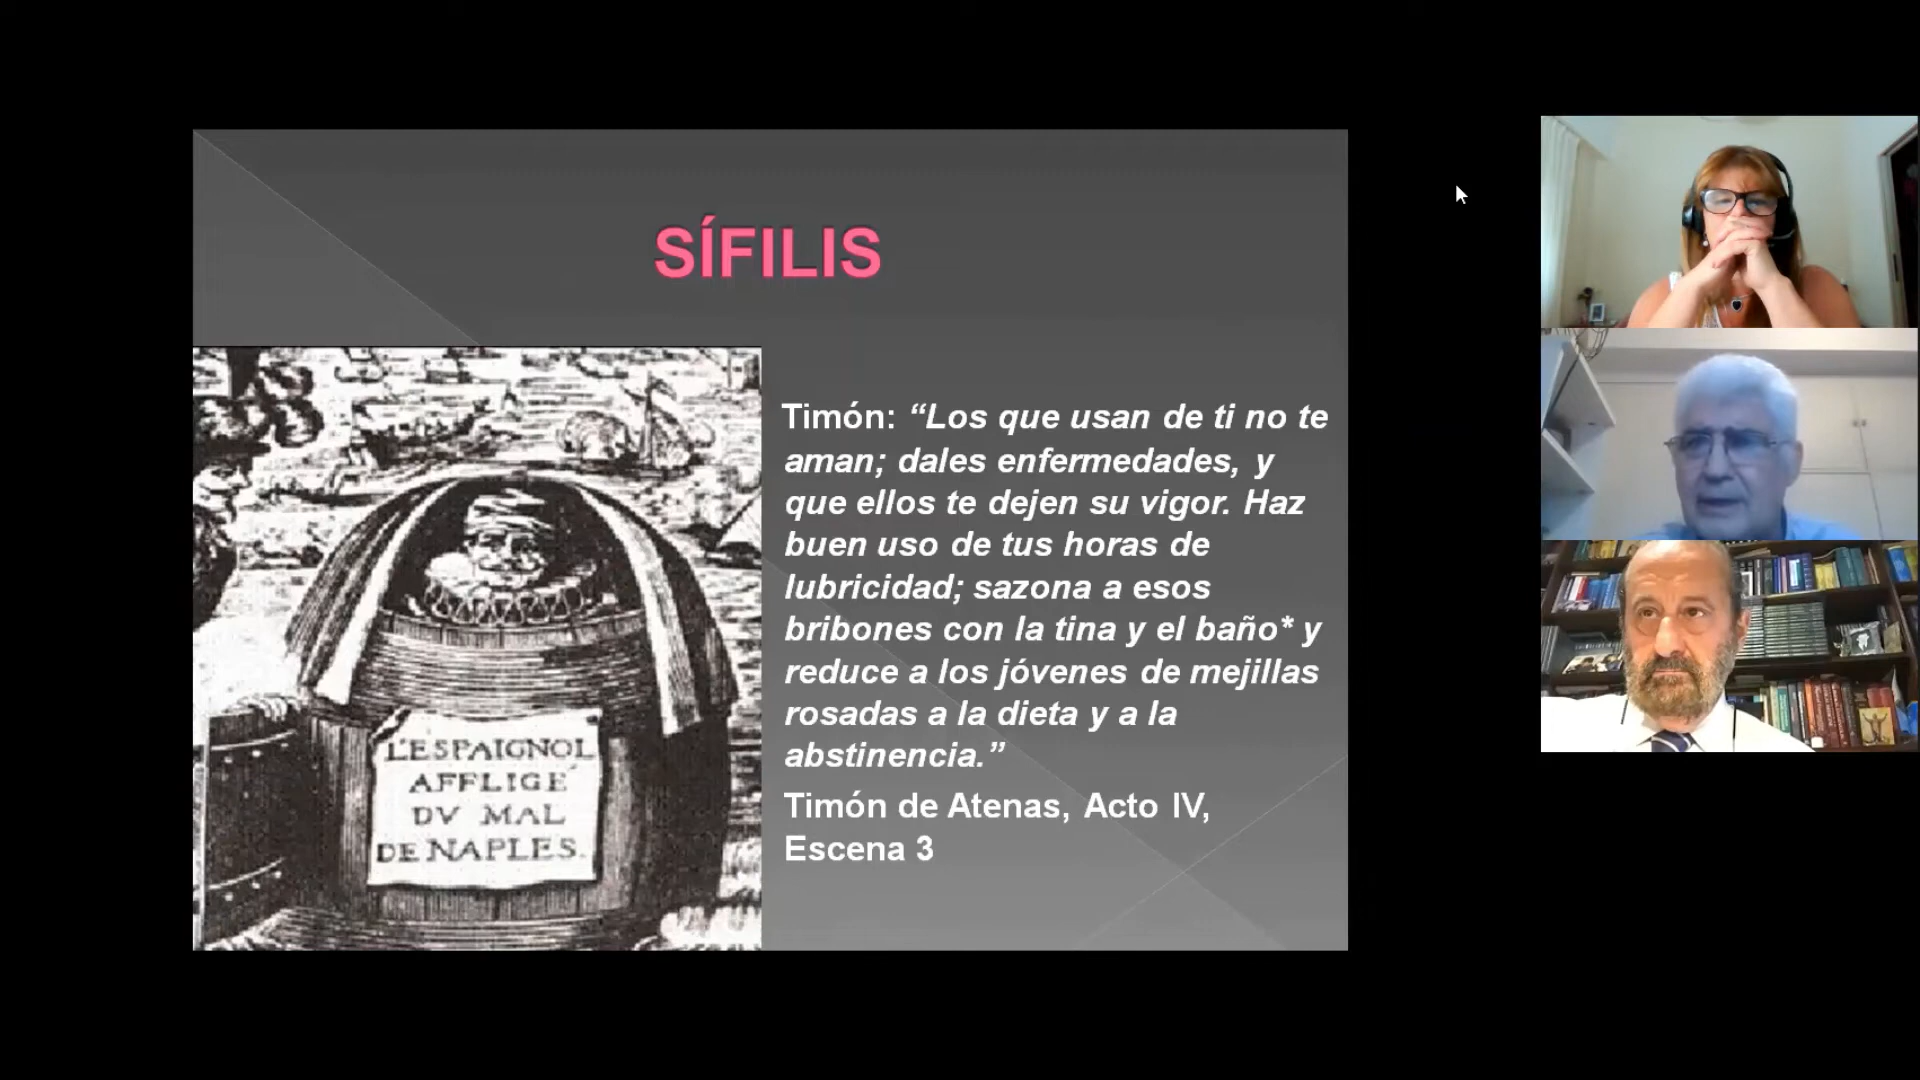 SÍFILIS
Timón: “Los que usan de ti no te
aman; dales enfermedades, y
que ellos te dejen su vigor. Haz
buen uso de tus horas de
lubricidad; sazona a esos
bribones con la tina y el baño* y
reduce a los jóvenes de mejillas
rosadas a la dieta y a la
abstinencia.”
Timón de Atenas, Acto IV,
Escena 3
L'ESPAIGNOL
AFFLIGÉ
DV MAL
DE NAPLES.